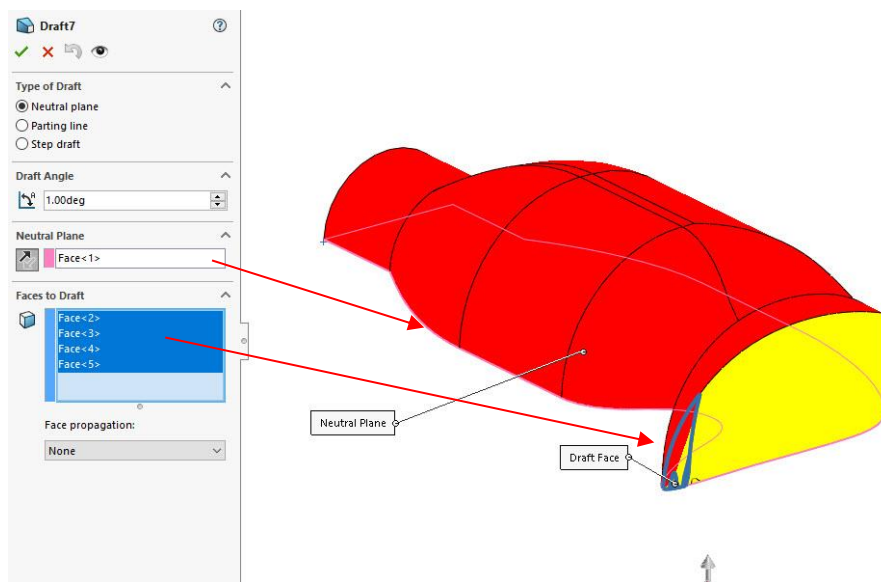 Draft7
Type of Draft
Neutral plane
Parting line
Step draft
Draft Angle
1.00deg
Neutral Plane
Face<1>
Faces to Draft
Face<2>
Face<3>
Face<4>
Face<5>
Face propagation:
None
Neutral Plane
Draft Face